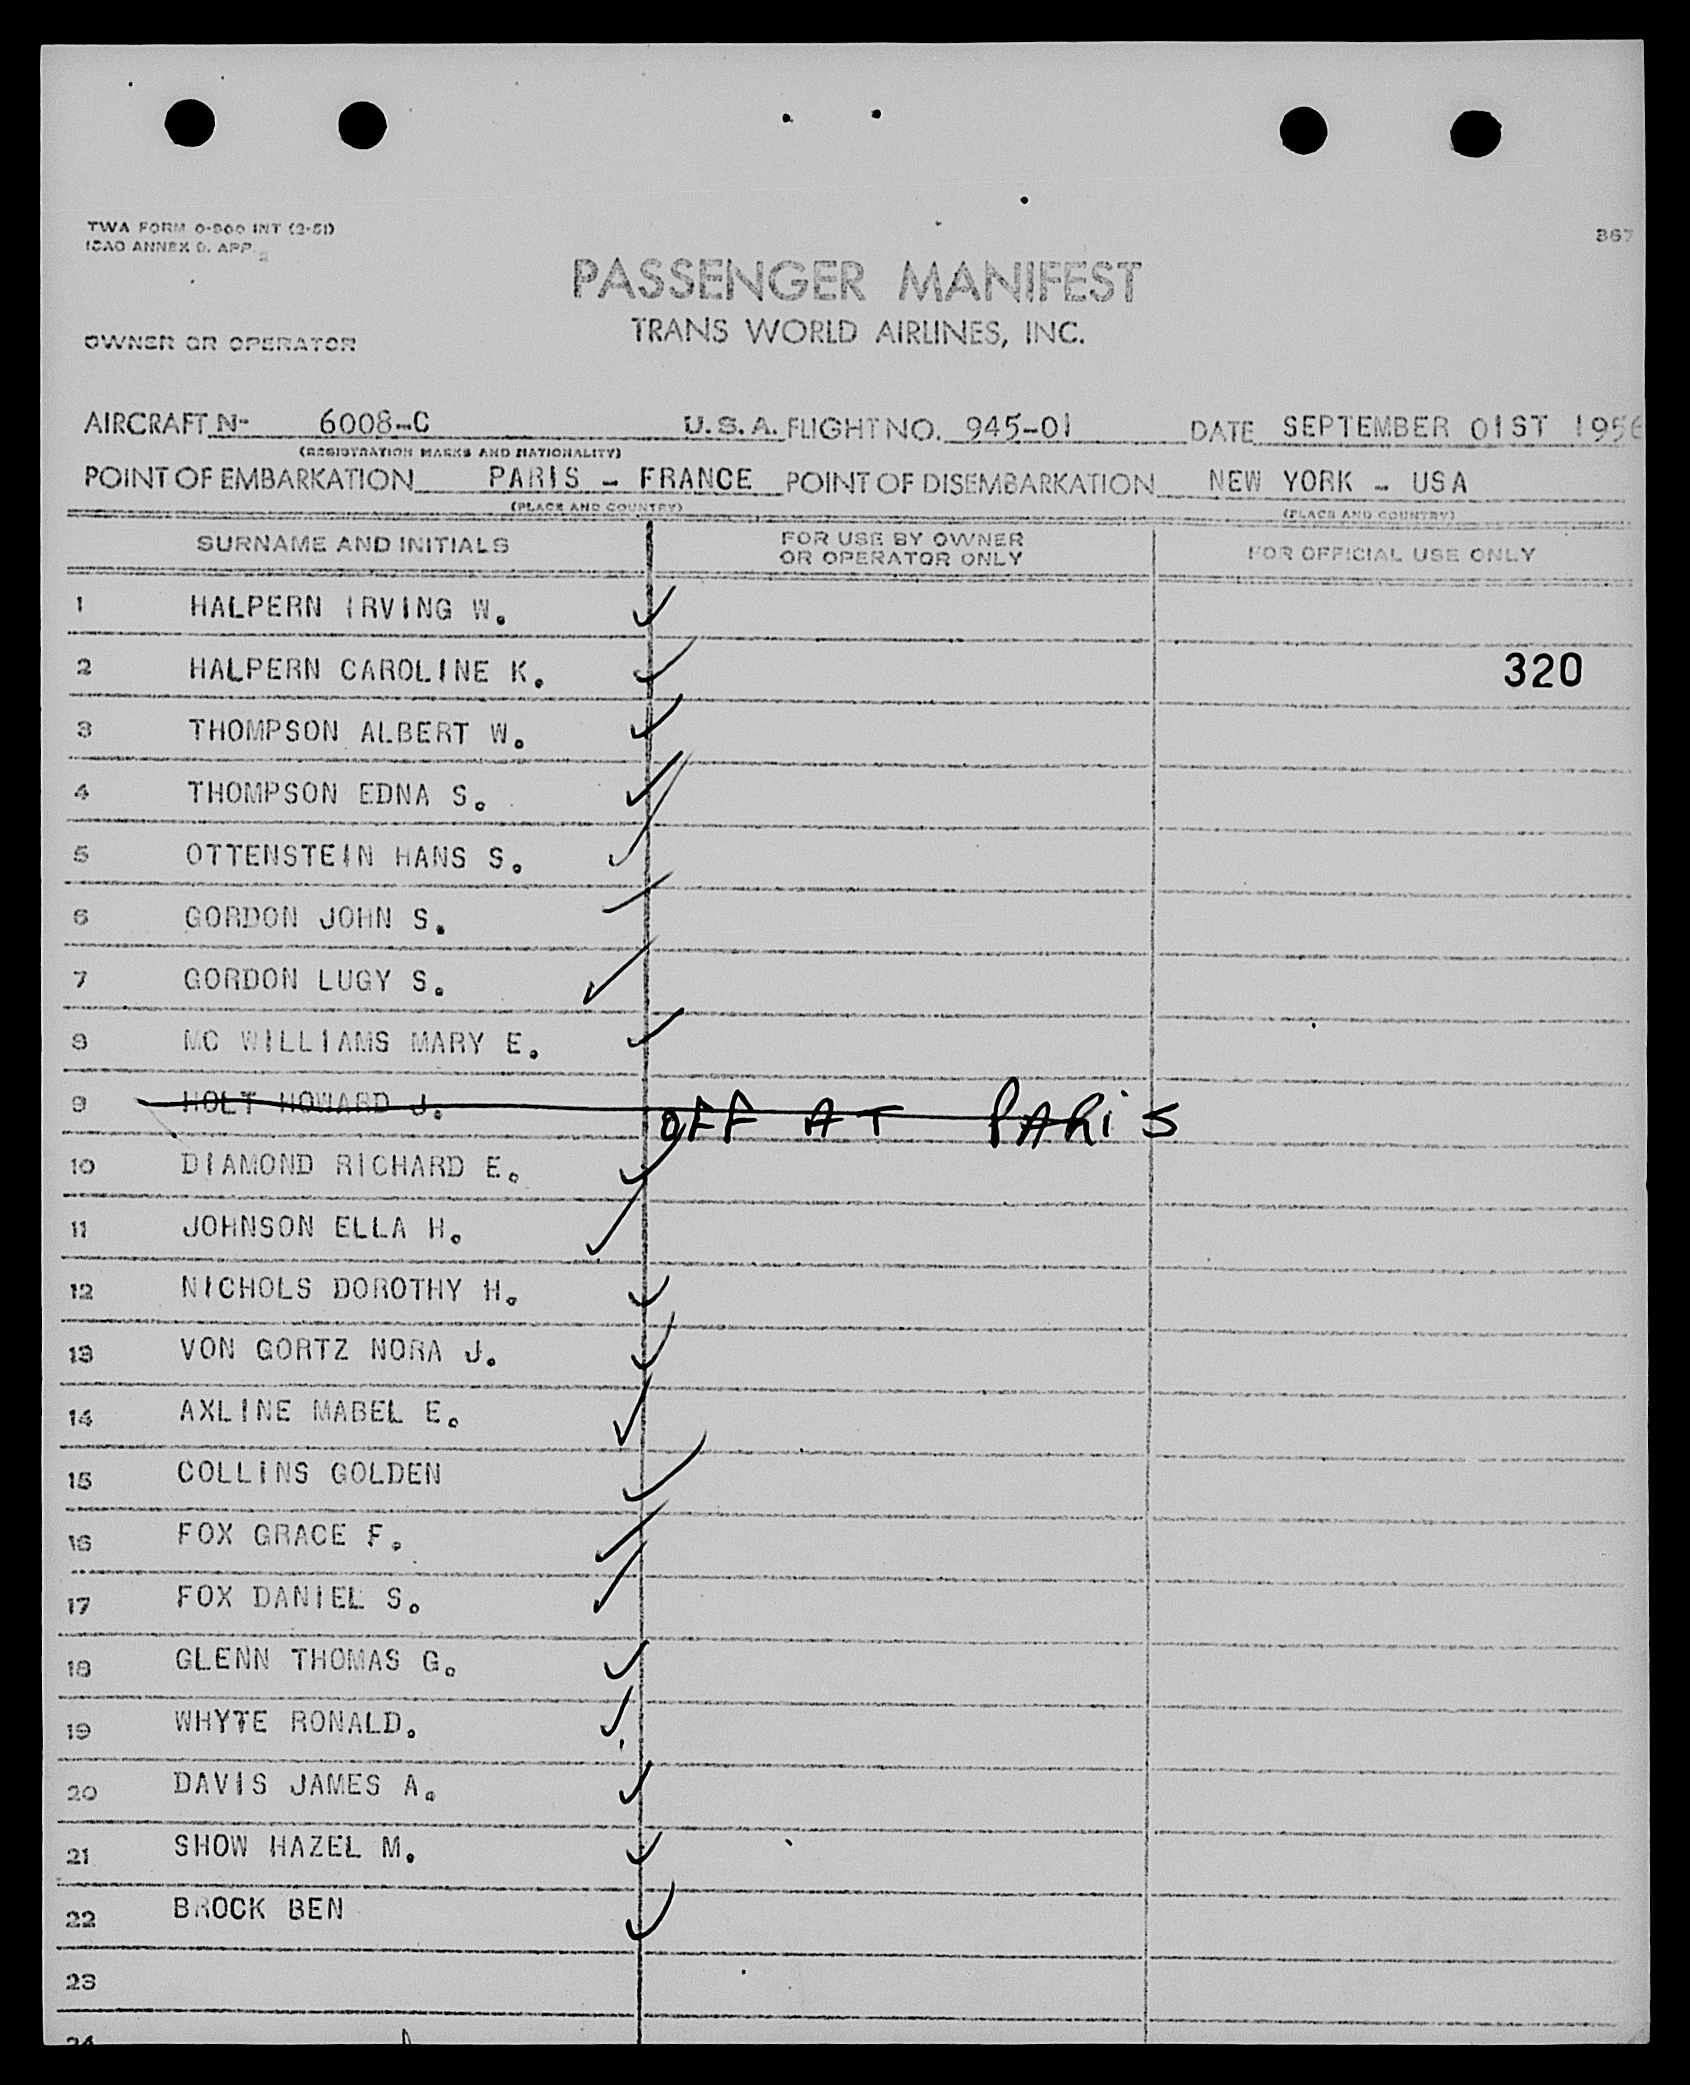 TWA FORM O-900 INT (2-51)
ICAO ANNEX 9. APP. 2
367
PASSENGER MANIFEST
TRANS WORLD AIRLINES, INC.
OWNER OR OPERATOR
AIRCRAFT N- 6008-C U.S.A. FLIGHT NO. 945-01 DATE SEPTEMBER 01ST 1956
(REGISTRATION MARKS AND NATIONALITY)
POINT OF EMBARKATION PARIS - FRANCE POINT OF DISEMBARKATION NEW YORK - USA
(PLACE AND COUNTRY) (PLACE AND COUNTRY)
SURNAME AND INITIALS FOR USE BY OWNER OR OPERATOR ONLY FOR OFFICIAL USE ONLY
1 HALPERN IRVING W. ✓
2 HALPERN CAROLINE K. ✓ 320
3 THOMPSON ALBERT W. ✓
4 THOMPSON EDNA S. ✓
5 OTTENSTEIN HANS S. ✓
6 GORDON JOHN S. ✓
7 GORDON LUGY S. ✓
8 MC WILLIAMS MARY E. ✓
9 HOLT HOWARD J. OFF AT PARiS
10 DIAMOND RICHARD E. ✓
11 JOHNSON ELLA H. ✓
12 NICHOLS DOROTHY H. ✓
13 VON GORTZ NORA J. ✓
14 AXLINE MABEL E. ✓
15 COLLINS GOLDEN ✓
16 FOX GRACE F. ✓
17 FOX DANIEL S. ✓
18 GLENN THOMAS G. ✓
19 WHYTE RONALD. ✓
20 DAVIS JAMES A. ✓
21 SHOW HAZEL M. ✓
22 BROCK BEN ✓
23
24